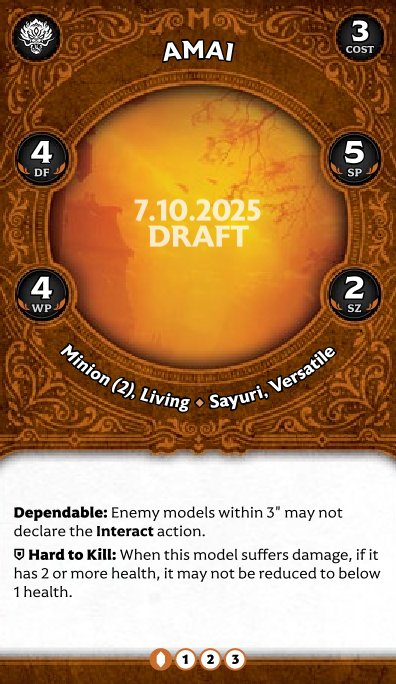 AMAI
3
COST
4
DF
5
SP
7.10.2025
DRAFT
4
WP
2
SZ
Minion (2), Living ◆ Sayuri, Versatile
Dependable: Enemy models within 3" may not
declare the Interact action.
Hard to Kill: When this model suffers damage, if it
has 2 or more health, it may not be reduced to below
1 health.
1 2 3